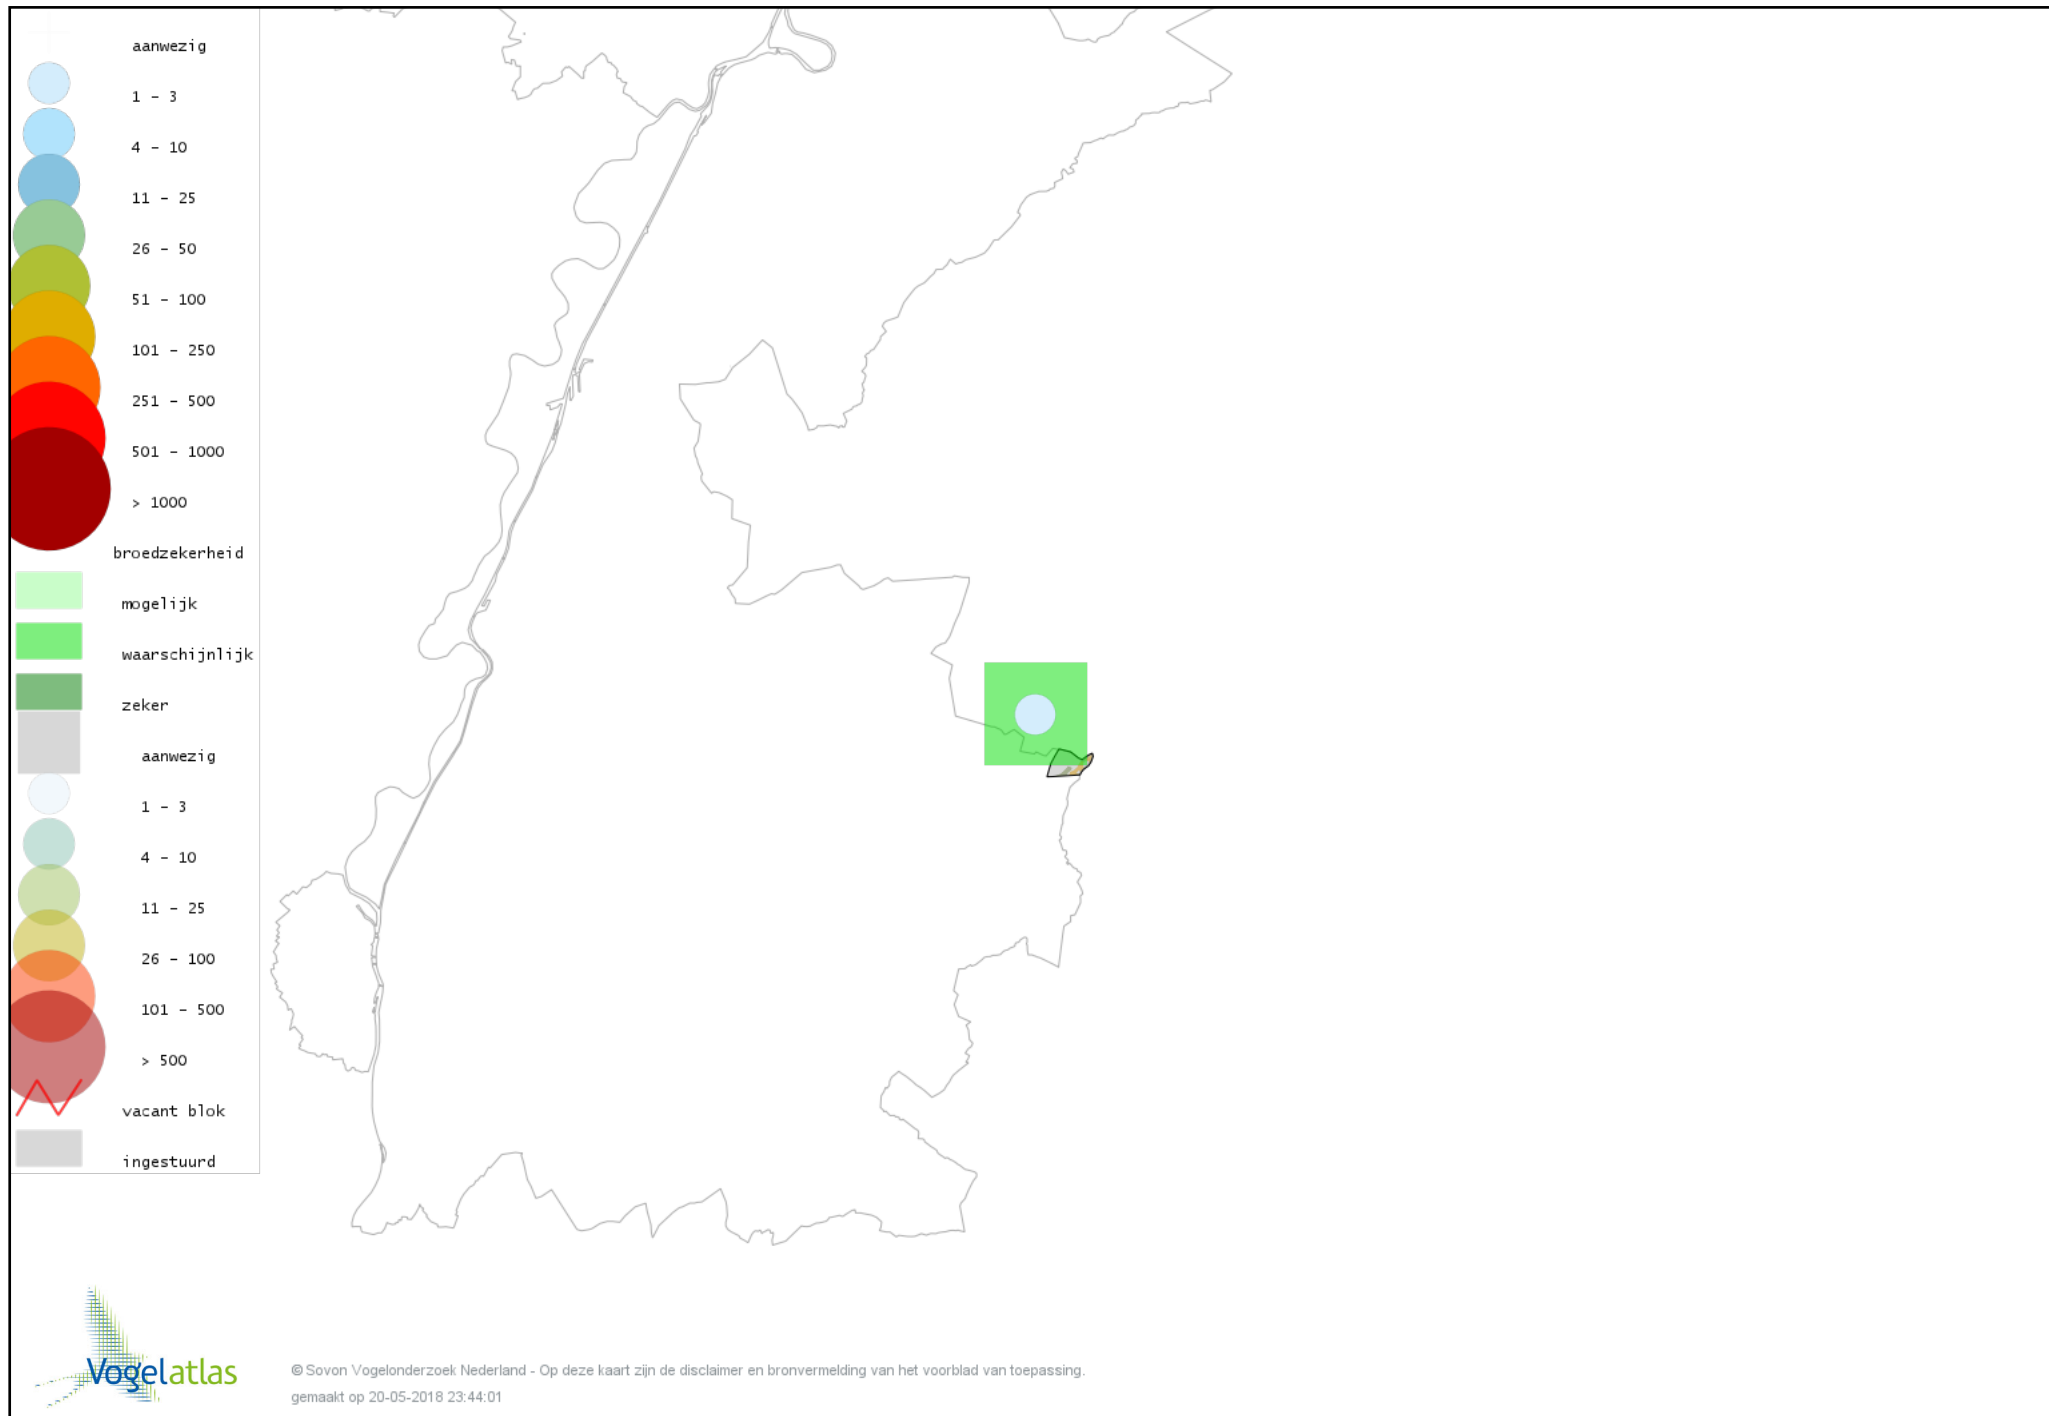 aanwezig
1 - 3
4 - 10
11 - 25
26 - 50
51 - 100
101 - 250
251 - 500
501 - 1000
> 1000
broedzekerheid
mogelijk
waarschijnlijk
zeker
aanwezig
1 - 3
4 - 10
11 - 25
26 - 100
101 - 500
> 500
vacant blok
ingestuurd
Vogelatlas
© Sovon Vogelonderzoek Nederland - Op deze kaart zijn de disclaimer en bronvermelding van het voorblad van toepassing.
gemaakt op 20-05-2018 23:44:01